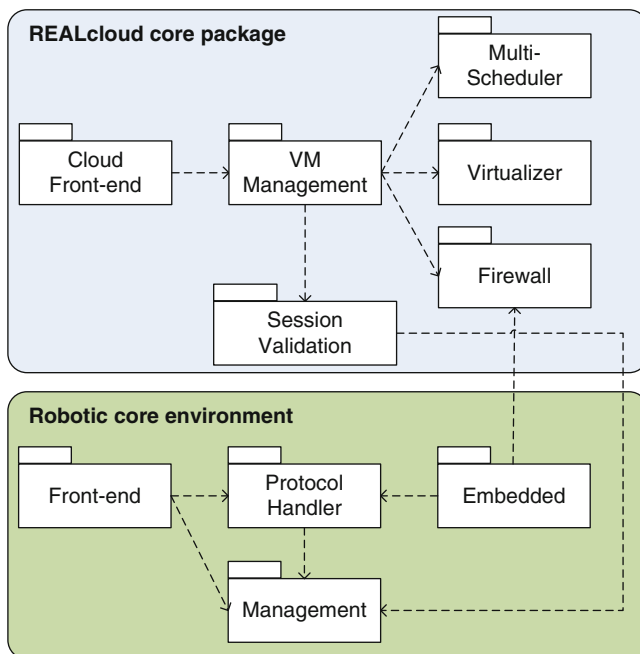 REALcloud core package
Multi-
Scheduler
Cloud
Front-end
VM
Management
Virtualizer
Firewall
Session
Validation
Robotic core environment
Front-end
Protocol
Handler
Embedded
Management